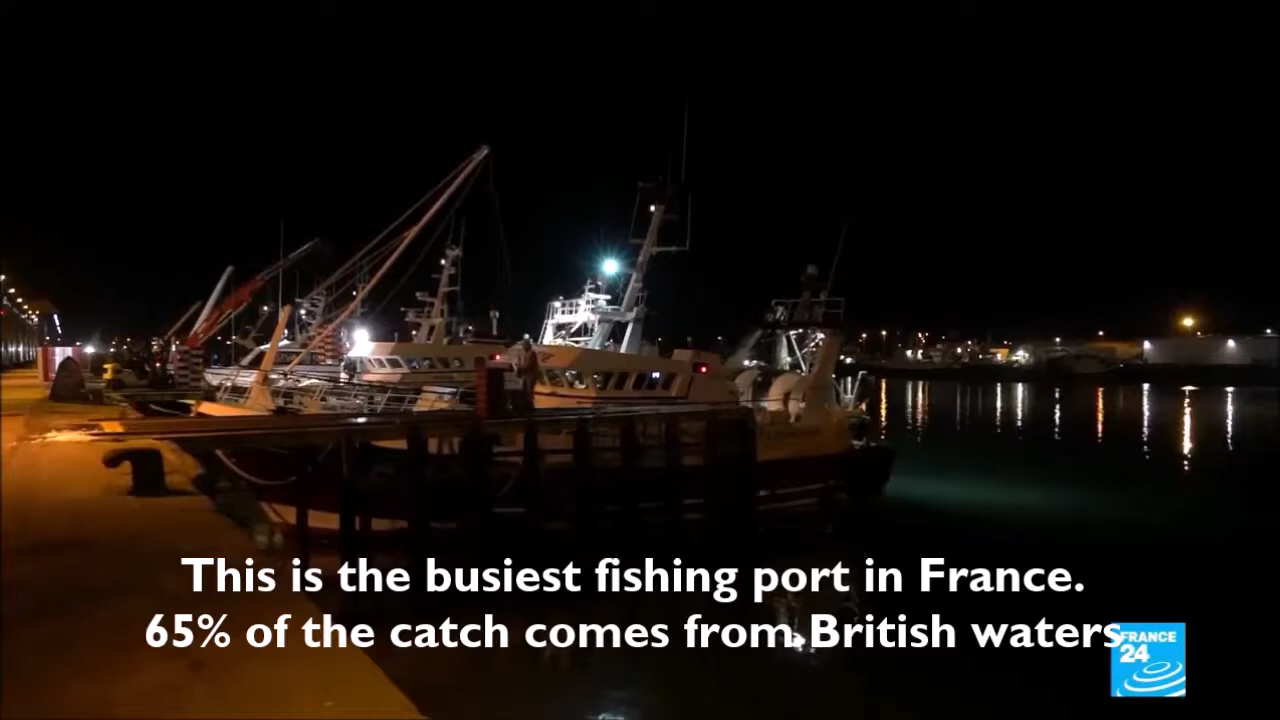 This is the busiest fishing port in France.
65% of the catch comes from British waters
FRANCE
24